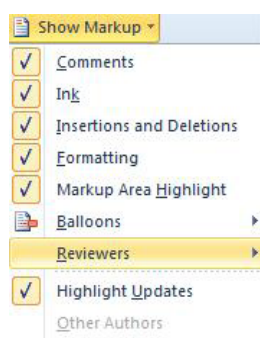 Show Markup
Comments
Ink
Insertions and Deletions
Formatting
Markup Area Highlight
Balloons
Reviewers
Highlight Updates
Other Authors